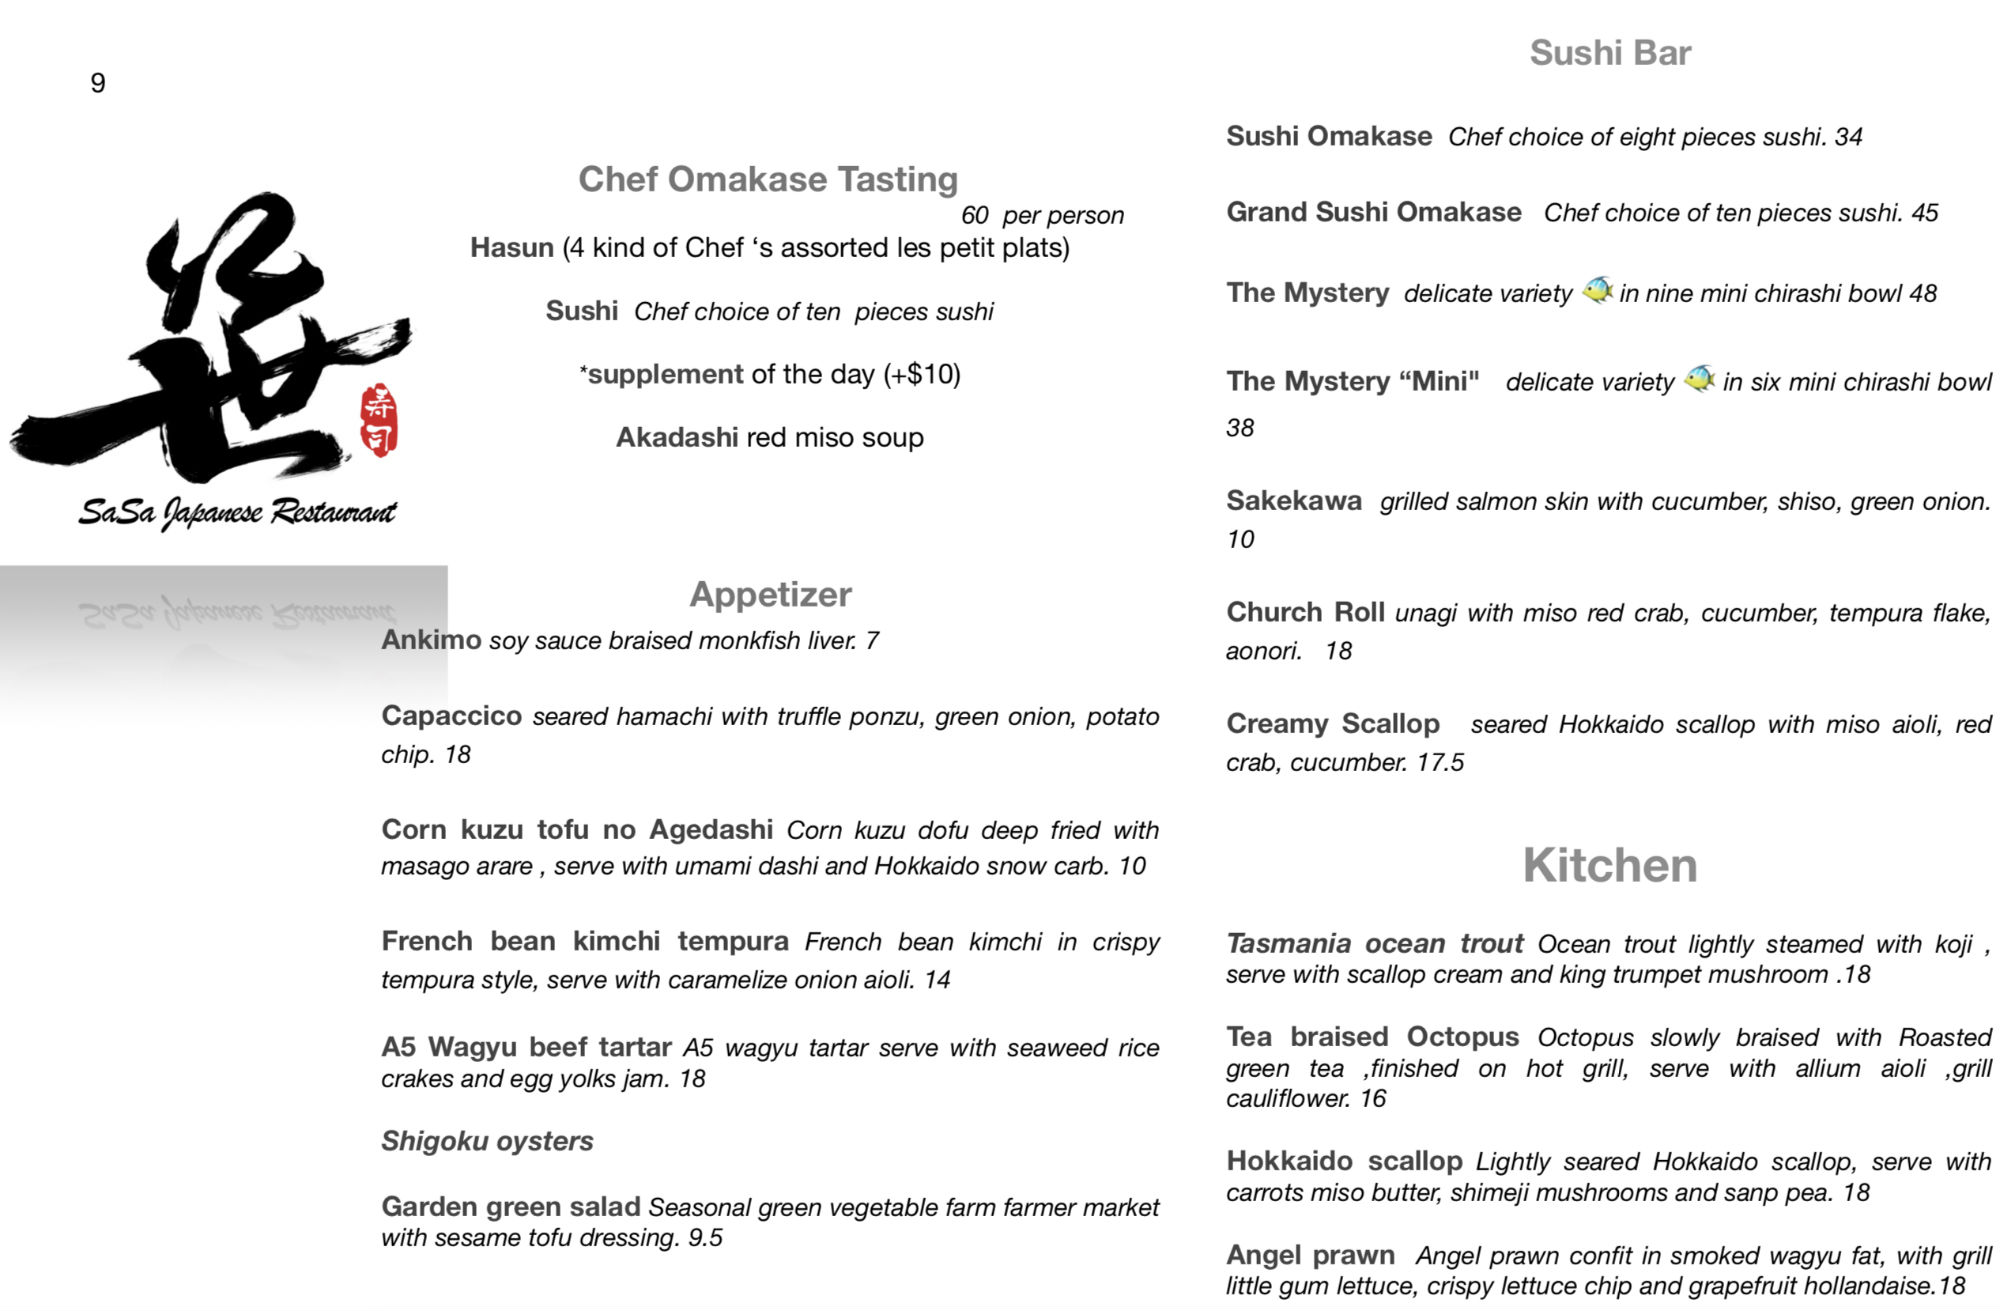 9
笹
寿
司
SaSa Japanese Restaurant
SaSa Japanese Restaurant
Chef Omakase Tasting
60 per person
Hasun (4 kind of Chef ‘s assorted les petit plats)
Sushi Chef choice of ten pieces sushi
*supplement of the day (+$10)
Akadashi red miso soup
Appetizer
Ankimo soy sauce braised monkfish liver. 7
Capaccico seared hamachi with truffle ponzu, green onion, potato
chip. 18
Corn kuzu tofu no Agedashi Corn kuzu dofu deep fried with
masago arare , serve with umami dashi and Hokkaido snow carb. 10
French bean kimchi tempura French bean kimchi in crispy
tempura style, serve with caramelize onion aioli. 14
A5 Wagyu beef tartar A5 wagyu tartar serve with seaweed rice
crakes and egg yolks jam. 18
Shigoku oysters
Garden green salad Seasonal green vegetable farm farmer market
with sesame tofu dressing. 9.5
Sushi Bar
Sushi Omakase Chef choice of eight pieces sushi. 34
Grand Sushi Omakase Chef choice of ten pieces sushi. 45
The Mystery delicate variety 🐠 in nine mini chirashi bowl 48
The Mystery “Mini" delicate variety 🐠 in six mini chirashi bowl
38
Sakekawa grilled salmon skin with cucumber, shiso, green onion.
10
Church Roll unagi with miso red crab, cucumber, tempura flake,
aonori. 18
Creamy Scallop seared Hokkaido scallop with miso aioli, red
crab, cucumber. 17.5
Kitchen
Tasmania ocean trout Ocean trout lightly steamed with koji ,
serve with scallop cream and king trumpet mushroom .18
Tea braised Octopus Octopus slowly braised with Roasted
green tea ,finished on hot grill, serve with allium aioli ,grill
cauliflower. 16
Hokkaido scallop Lightly seared Hokkaido scallop, serve with
carrots miso butter, shimeji mushrooms and sanp pea. 18
Angel prawn Angel prawn confit in smoked wagyu fat, with grill
little gum lettuce, crispy lettuce chip and grapefruit hollandaise.18